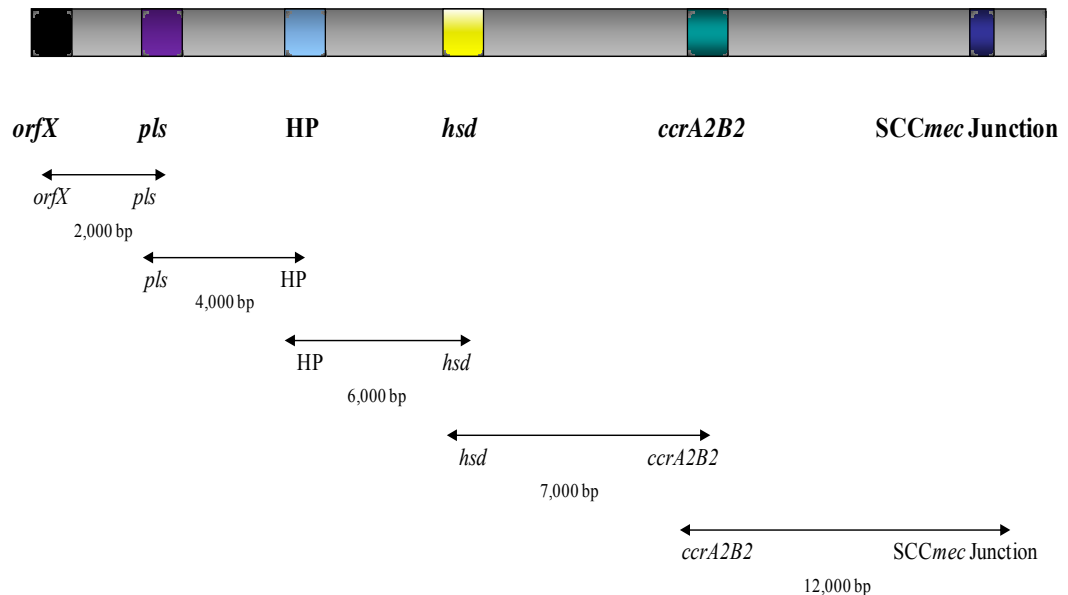 orfX pls HP hsd ccrA2B2 SCCmec Junction
orfX pls
2,000 bp
pls HP
4,000 bp
HP hsd
6,000 bp
hsd ccrA2B2
7,000 bp
ccrA2B2 SCCmec Junction
12,000 bp